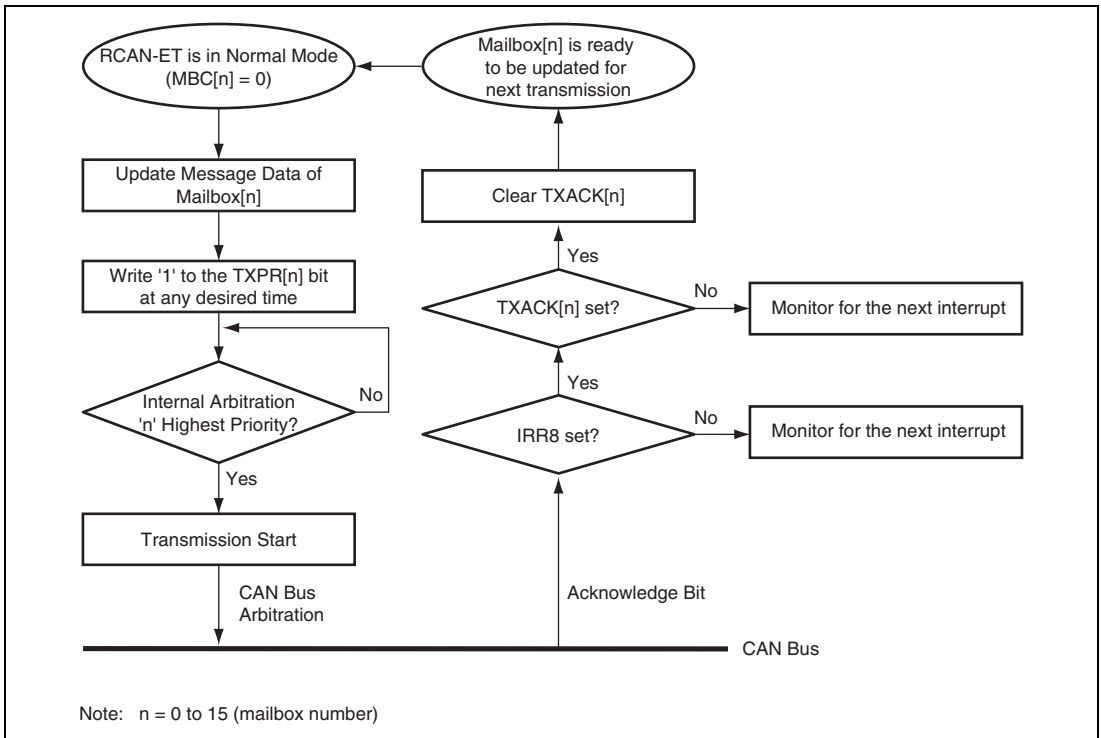 RCAN-ET is in Normal Mode
(MBC[n] = 0)
Update Message Data of
Mailbox[n]
Write '1' to the TXPR[n] bit
at any desired time
Internal Arbitration
'n' Highest Priority?
No
Yes
Transmission Start
CAN Bus
Arbitration
Mailbox[n] is ready
to be updated for
next transmission
Clear TXACK[n]
Yes
TXACK[n] set?
No
Monitor for the next interrupt
Yes
IRR8 set?
No
Monitor for the next interrupt
Acknowledge Bit
CAN Bus
Note: n = 0 to 15 (mailbox number)